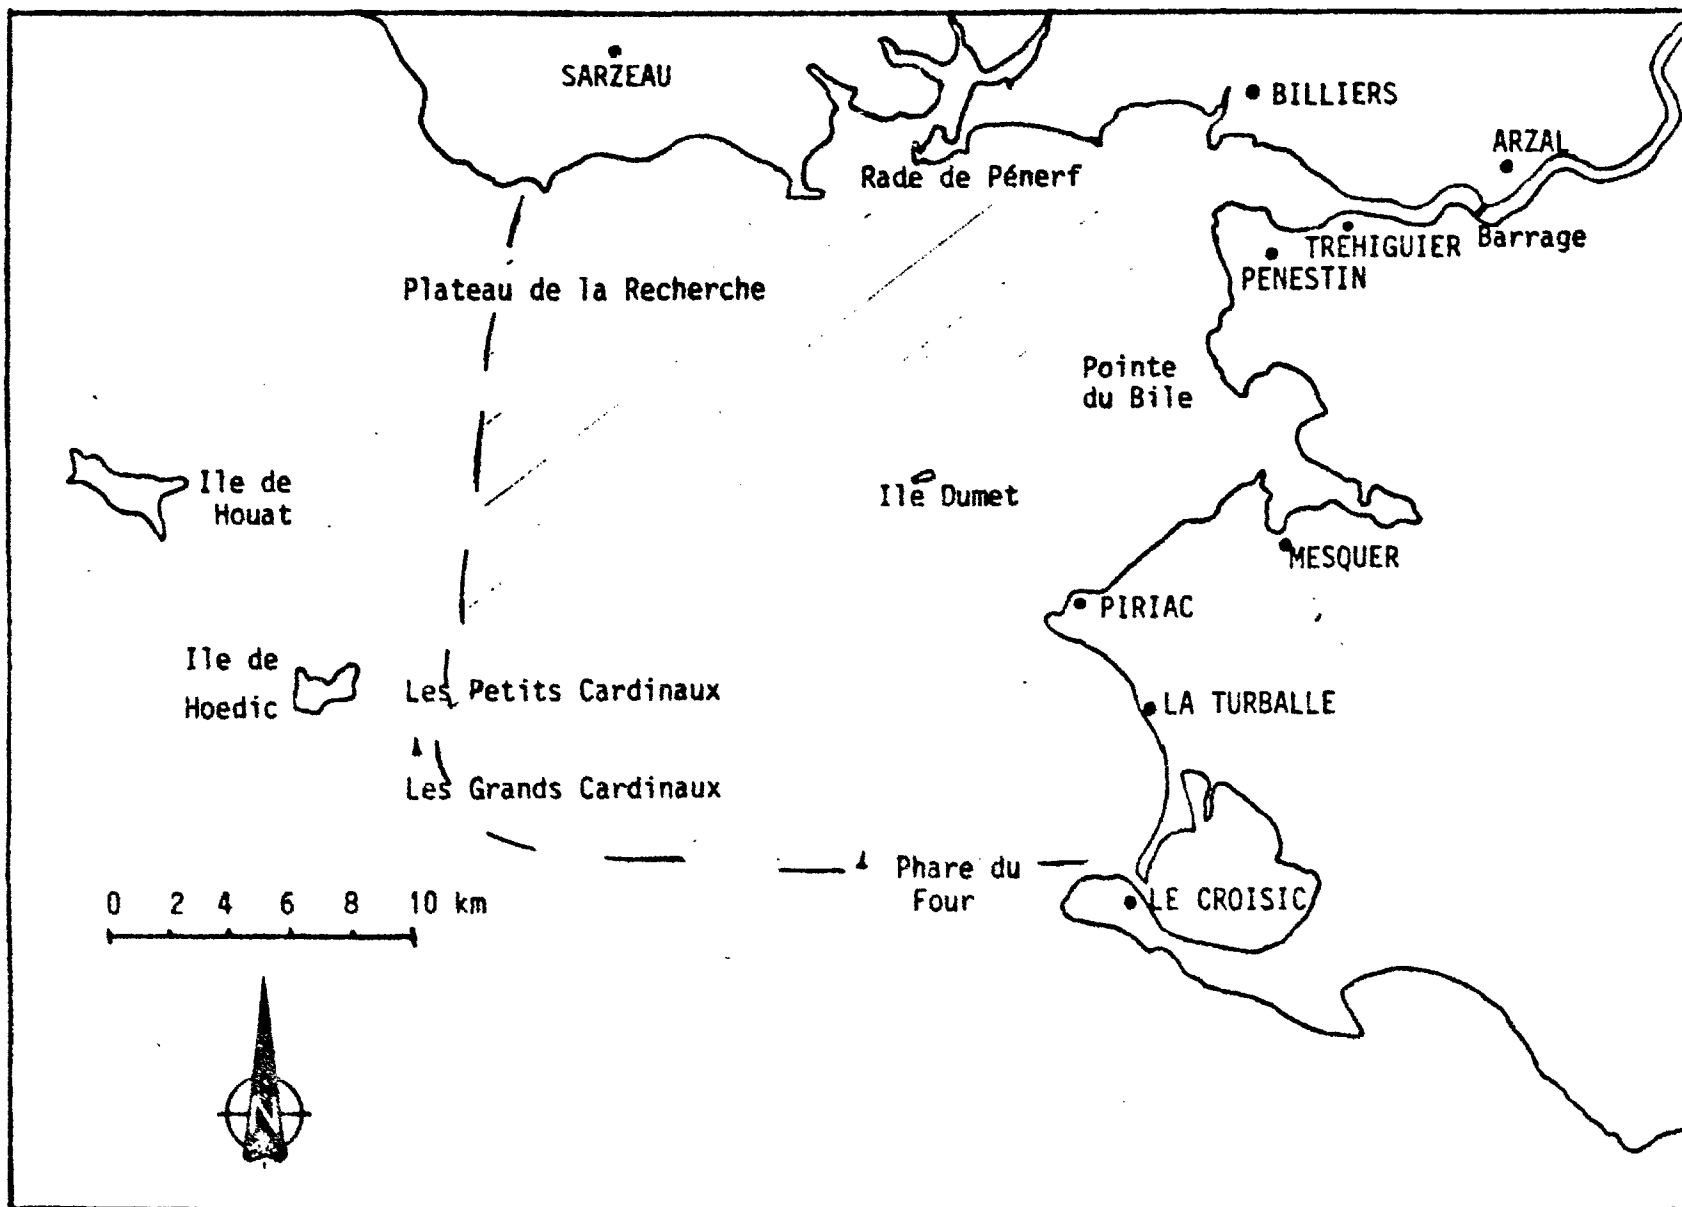 SARZEAU
BILLIERS
ARZAL
Rade de Pénerf
TREHIGUIER
Barrage
PENESTIN
Plateau de la Recherche
Pointe
du Bile
Ile de
Houat
Ile Dumet
MESQUER
PIRIAC
Ile de
Hoedic
Les Petits Cardinaux
LA TURBALLE
Les Grands Cardinaux
Phare du
Four
LE CROISIC
0 2 4 6 8 10 km
N